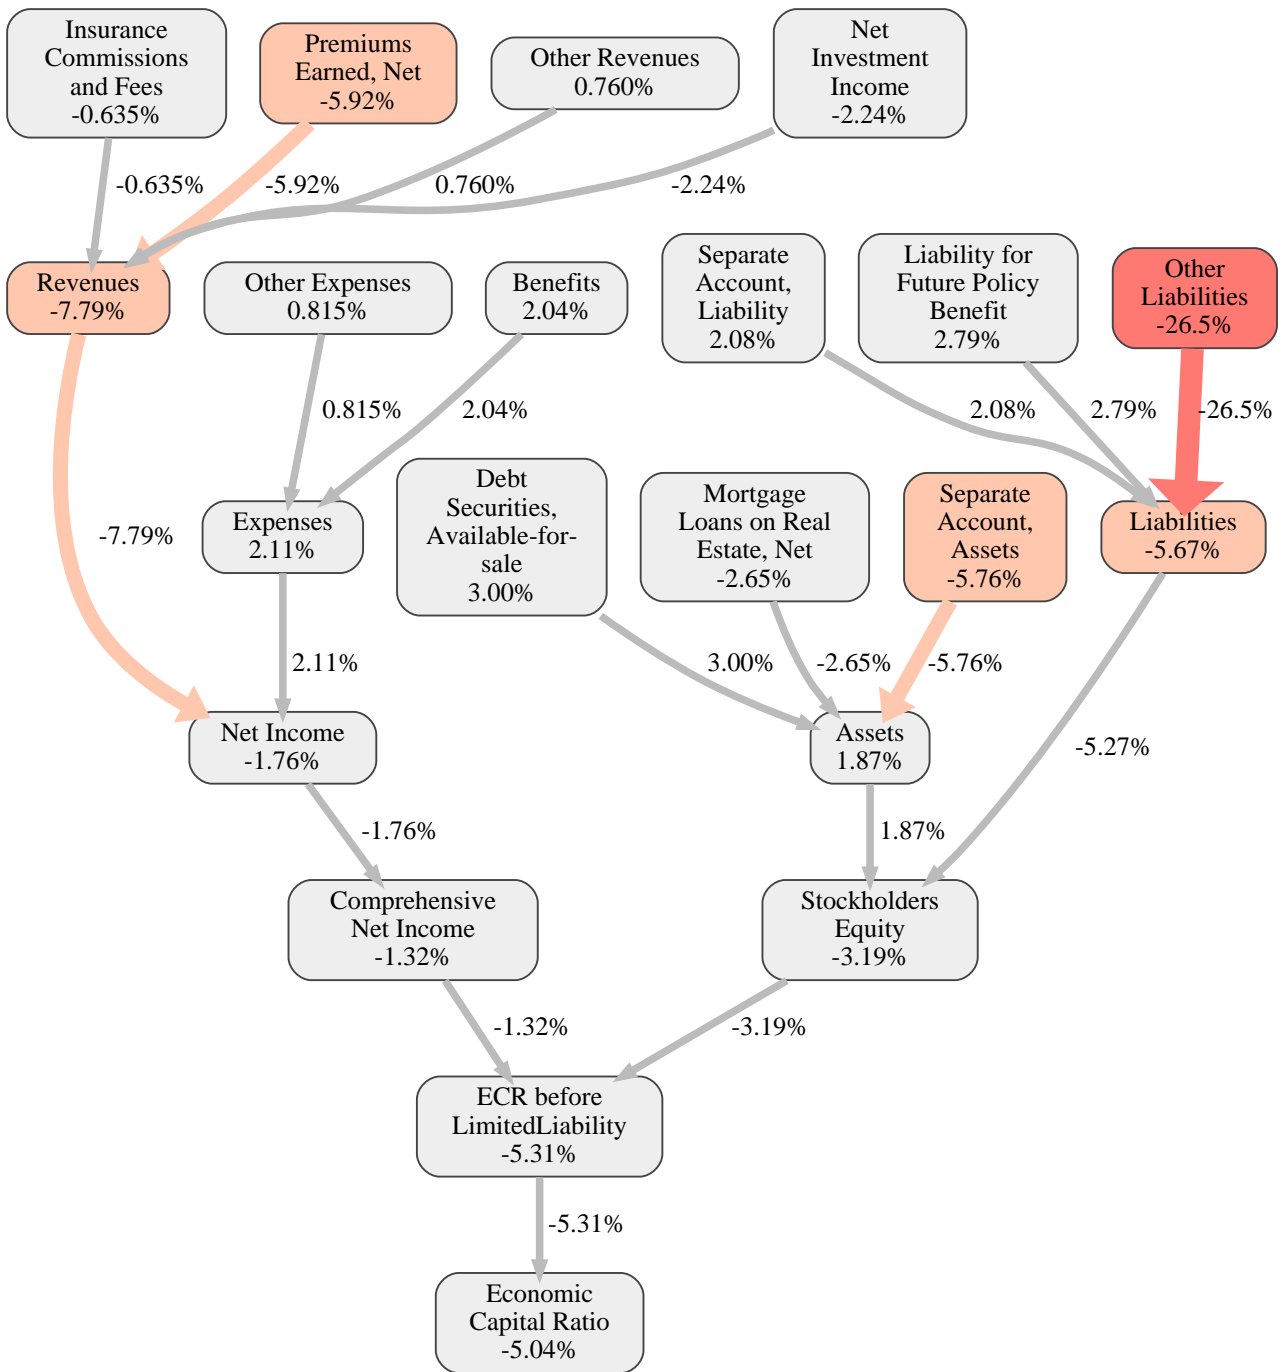 Insurance
Commissions
and Fees
-0.635%
Premiums
Earned, Net
-5.92%
Other Revenues
0.760%
Net
Investment
Income
-2.24%
-0.635%
-5.92%
0.760%
-2.24%
Revenues
-7.79%
Other Expenses
0.815%
Benefits
2.04%
Separate
Account,
Liability
2.08%
Liability for
Future Policy
Benefit
2.79%
Other
Liabilities
-26.5%
0.815%
2.04%
2.08%
2.79%
-26.5%
-7.79%
Expenses
2.11%
Debt
Securities,
Available-for-
sale
3.00%
Mortgage
Loans on Real
Estate, Net
-2.65%
Separate
Account,
Assets
-5.76%
Liabilities
-5.67%
2.11%
3.00%
-2.65%
-5.76%
-5.27%
Net Income
-1.76%
Assets
1.87%
-1.76%
1.87%
Comprehensive
Net Income
-1.32%
Stockholders
Equity
-3.19%
-1.32%
-3.19%
ECR before
LimitedLiability
-5.31%
-5.31%
Economic
Capital Ratio
-5.04%